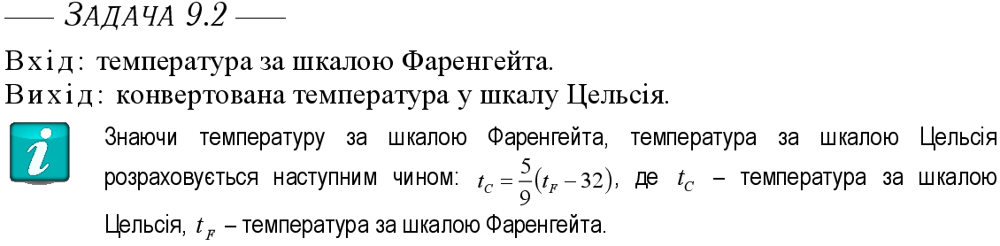 — ЗАДАЧА 9.2 —
Вхід: температура за шкалою Фаренгейта.
Вихід: конвертована температура у шкалу Цельсія.
i Знаючи температуру за шкалою Фаренгейта, температура за шкалою Цельсія
розраховується наступним чином: t_C = 5/9 (t_F − 32), де t_C – температура за шкалою
Цельсія, t_F – температура за шкалою Фаренгейта.